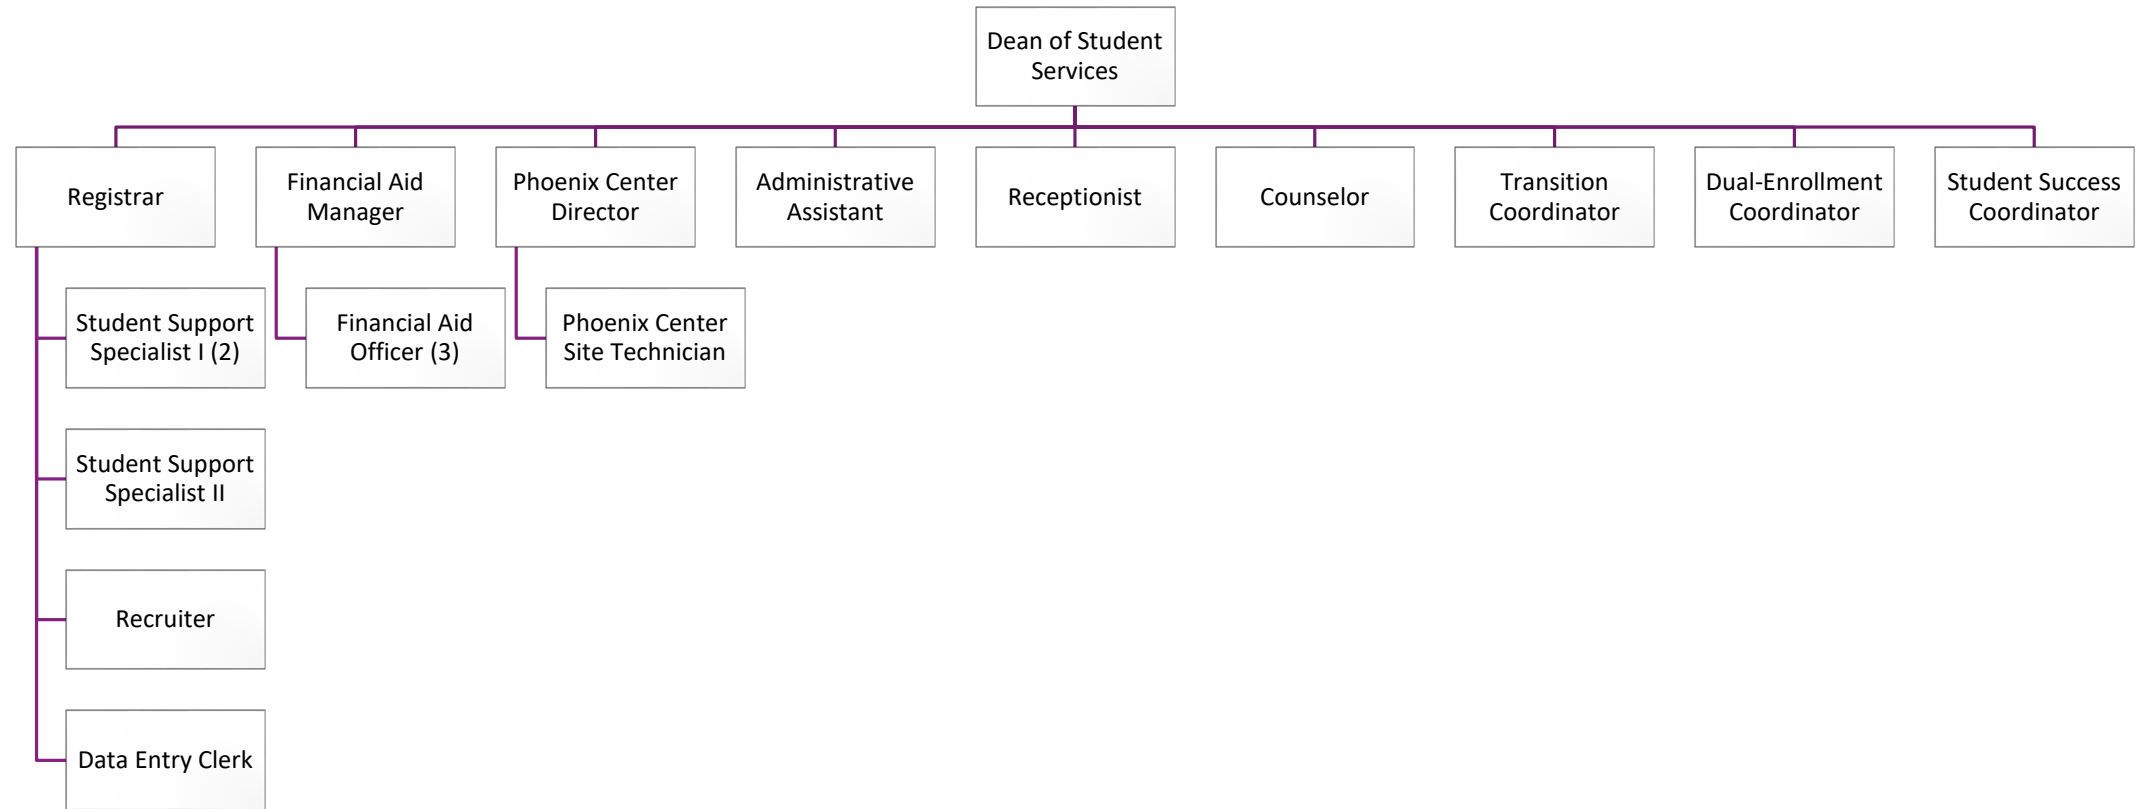 Dean of Student
Services
Registrar
Financial Aid
Manager
Phoenix Center
Director
Administrative
Assistant
Receptionist
Counselor
Transition
Coordinator
Dual-Enrollment
Coordinator
Student Success
Coordinator
Student Support
Specialist I (2)
Financial Aid
Officer (3)
Phoenix Center
Site Technician
Student Support
Specialist II
Recruiter
Data Entry Clerk